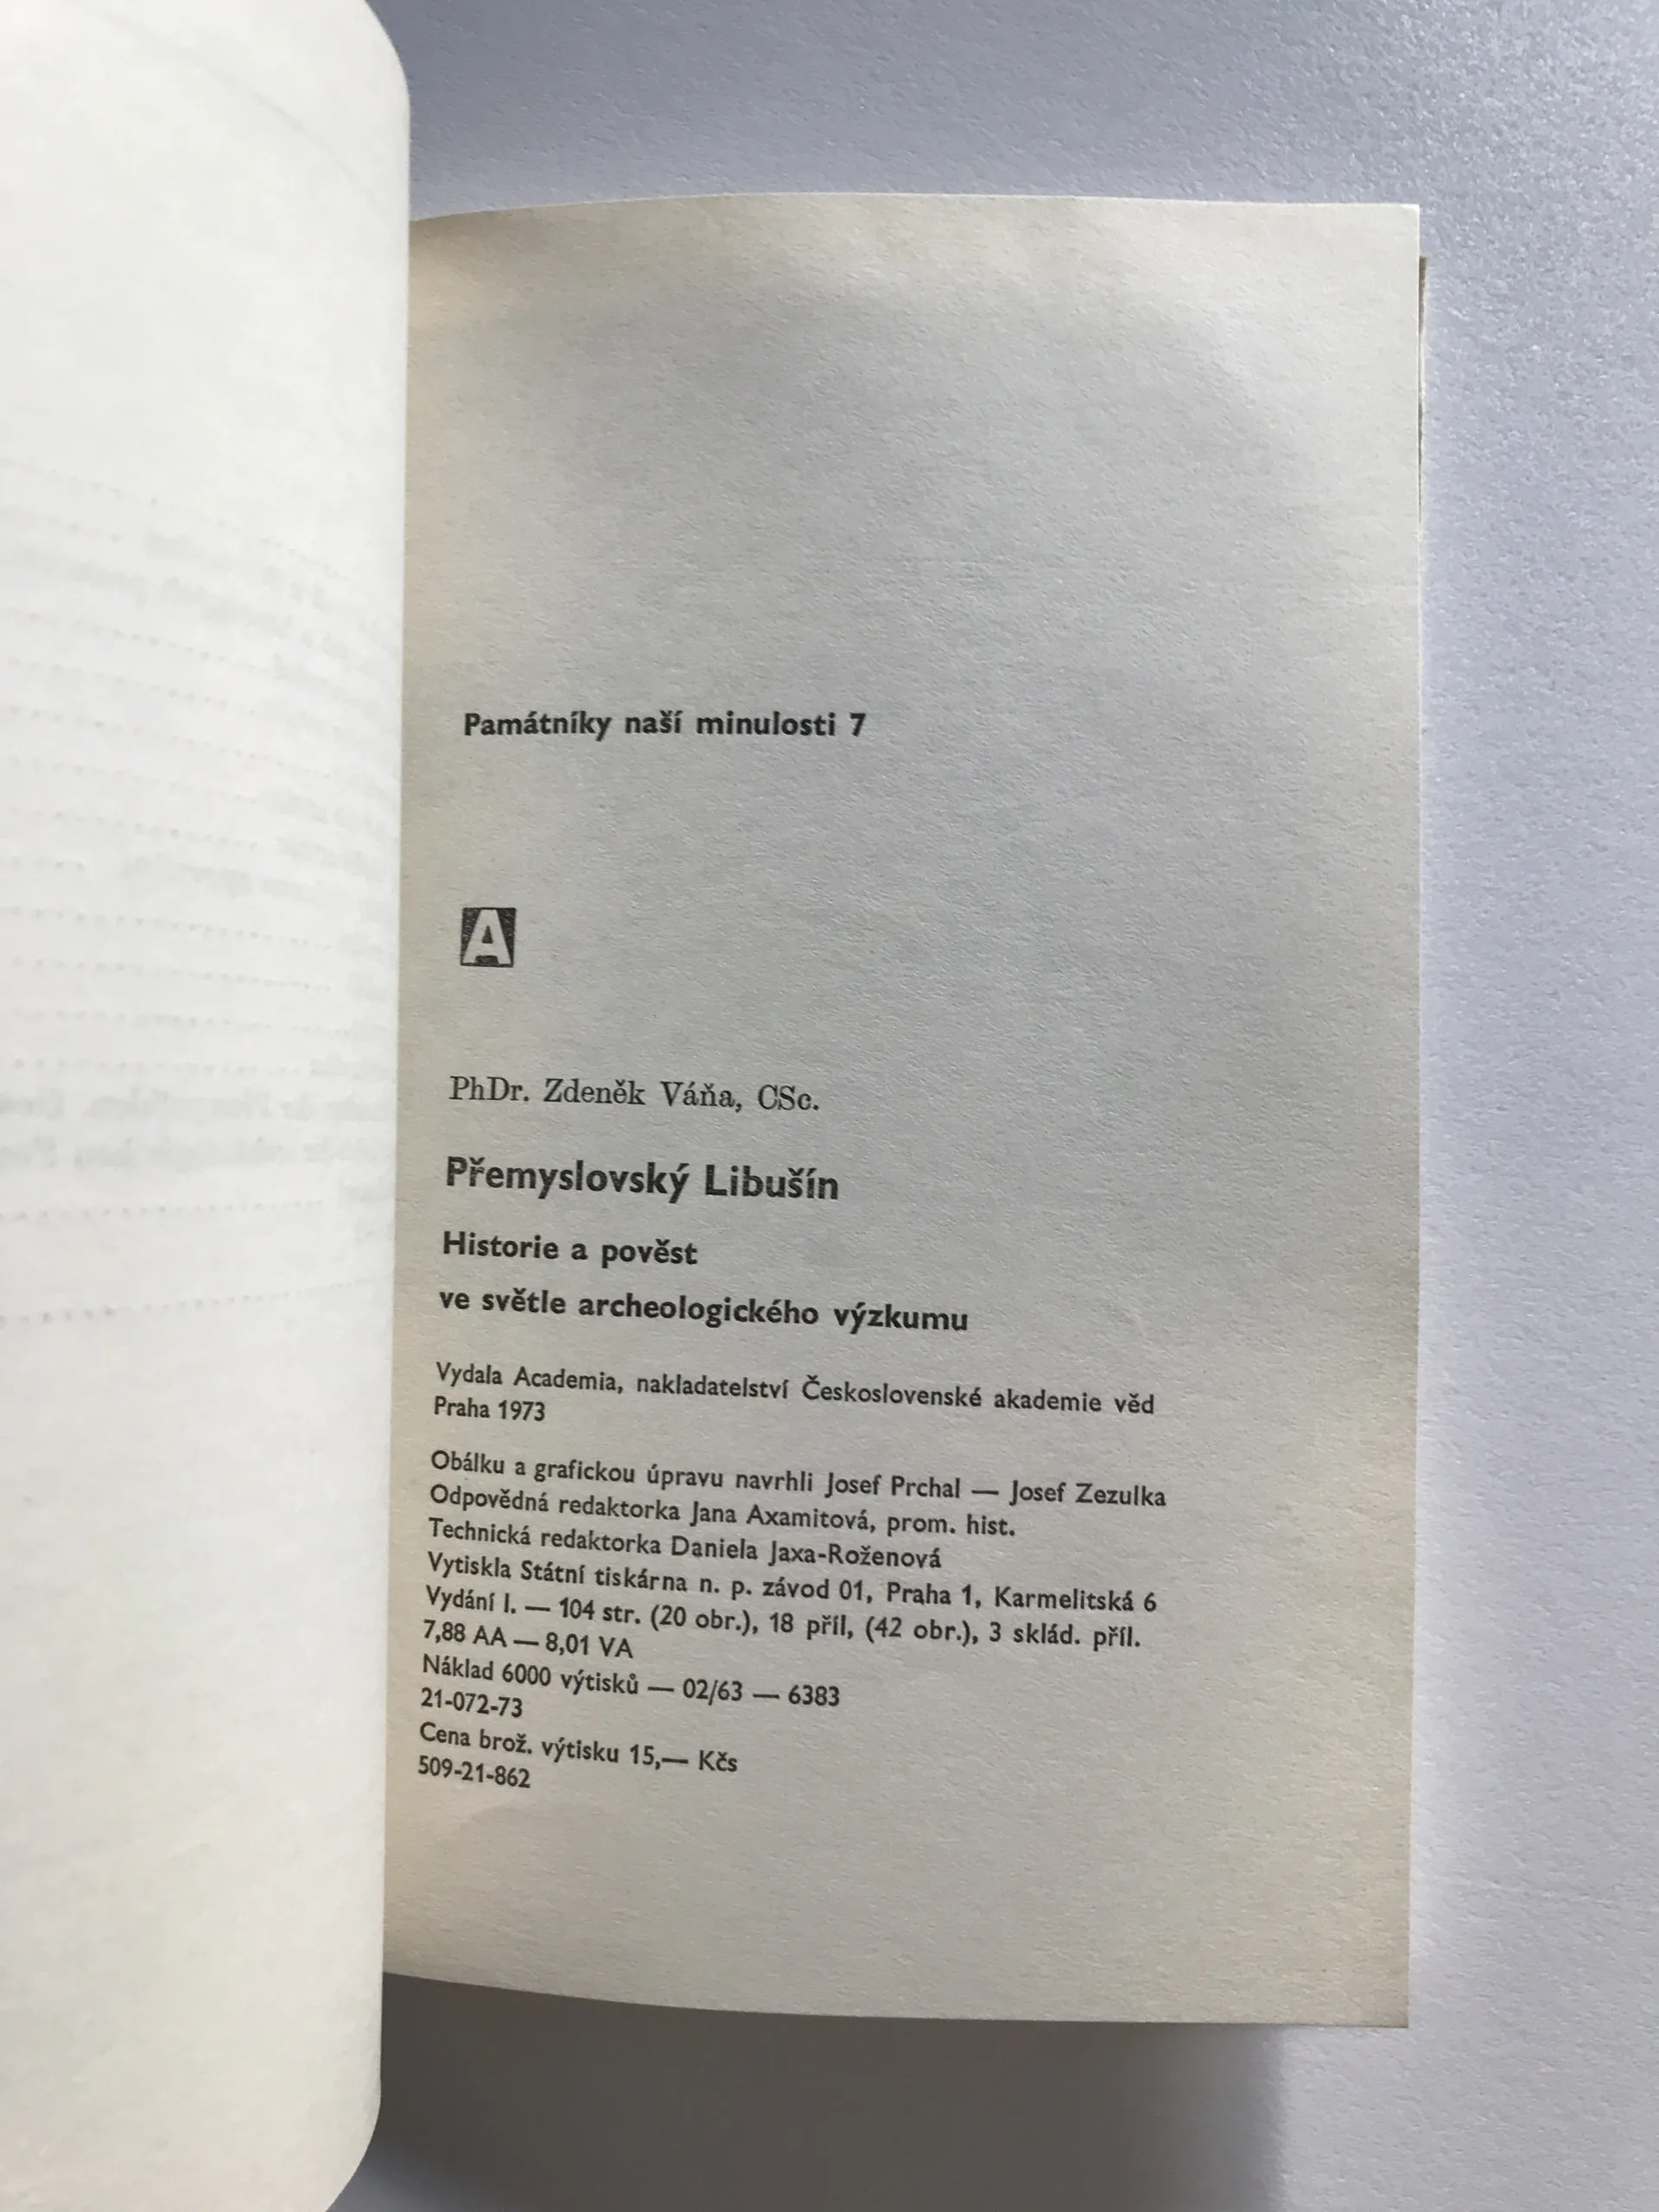 Památníky naší minulosti 7
A
PhDr. Zdeněk Váňa, CSc.
Přemyslovský Libušín
Historie a pověst
ve světle archeologického výzkumu
Vydala Academia, nakladatelství Československé akademie věd
Praha 1973
Obálku a grafickou úpravu navrhli Josef Prchal — Josef Zezulka
Odpovědná redaktorka Jana Axamitová, prom. hist.
Technická redaktorka Daniela Jaxa-Roženová
Vytiskla Státní tiskárna n. p. závod 01, Praha 1, Karmelitská 6
Vydání I. — 104 str. (20 obr.), 18 příl, (42 obr.), 3 sklád. příl.
7,88 AA — 8,01 VA
Náklad 6000 výtisků — 02/63 — 6383
21-072-73
Cena brož. výtisku 15,— Kčs
509-21-862